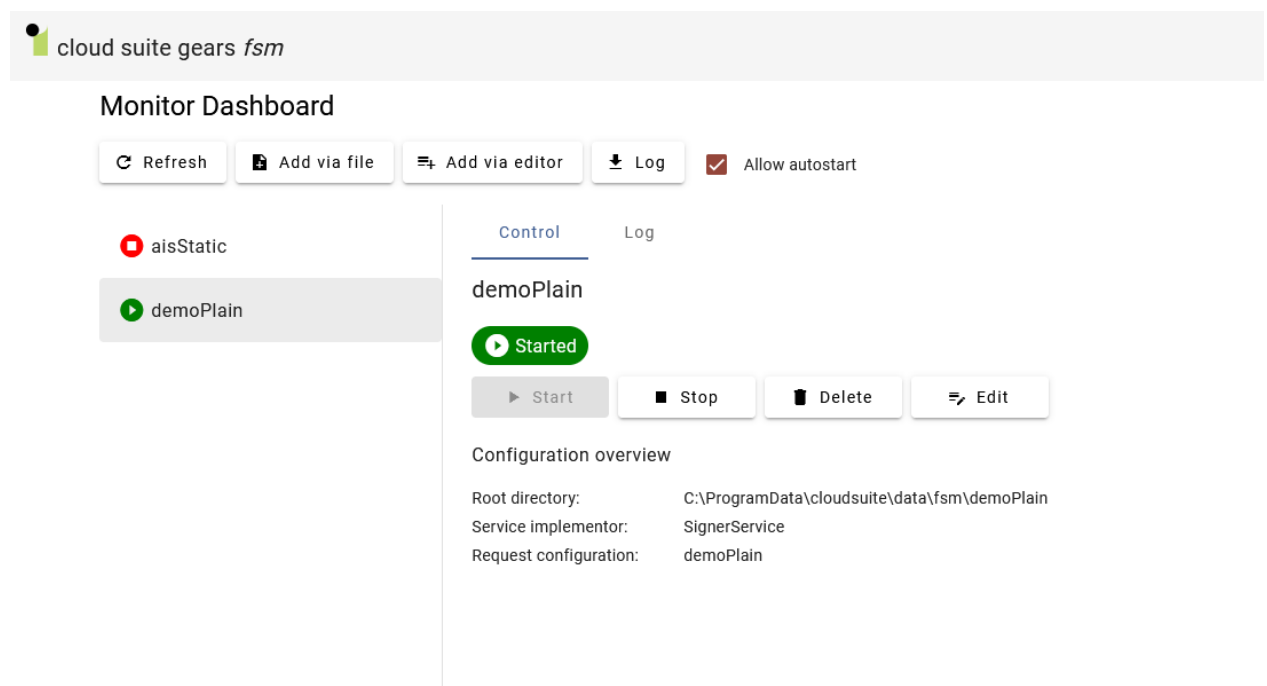 cloud suite gears fsm
Monitor Dashboard
Refresh Add via file Add via editor Log Allow autostart
aisStatic
demoPlain
Control Log
demoPlain
Started
Start Stop Delete Edit
Configuration overview
Root directory: C:\ProgramData\cloudsuite\data\fsm\demoPlain
Service implementor: SignerService
Request configuration: demoPlain